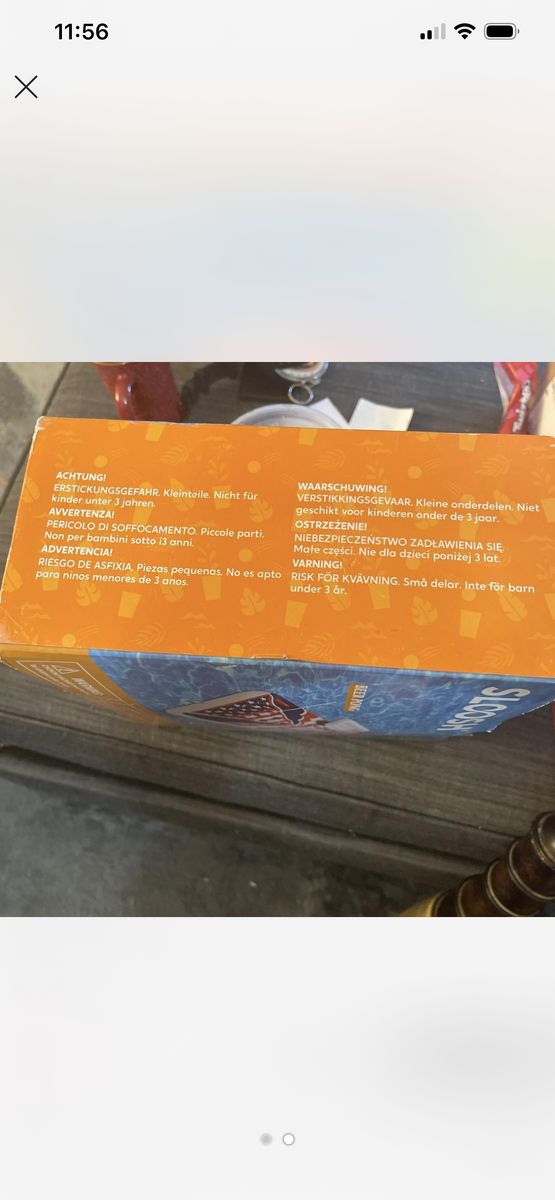 11:56
ACHTUNG!
ERSTICKUNGSGEFAHR. Kleinteile. Nicht für
kinder unter 3 jahren.
AVVERTENZA!
PERICOLO DI SOFFOCAMENTO. Piccole parti.
Non per bambini sotto i3 anni.
ADVERTENCIA!
RIESGO DE ASFIXIA. Piezas pequenas. No es apto
para ninos menores de 3 anos.
WAARSCHUWING!
VERSTIKKINGSGEVAAR. Kleine onderdelen. Niet
geschikt voor kinderen onder de 3 jaar.
OSTRZEŻENIE!
NIEBEZPIECZEŃSTWO ZADŁAWIENIA SIĘ.
Małe części. Nie dla dzieci poniżej 3 lat.
VARNING!
RISK FÖR KVÄVNING. Små delar. Inte för barn
under 3 år.
BEER PONG